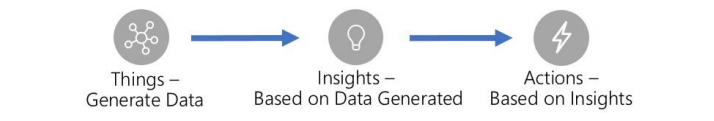 Things –
Generate Data
Insights –
Based on Data Generated
Actions –
Based on Insights